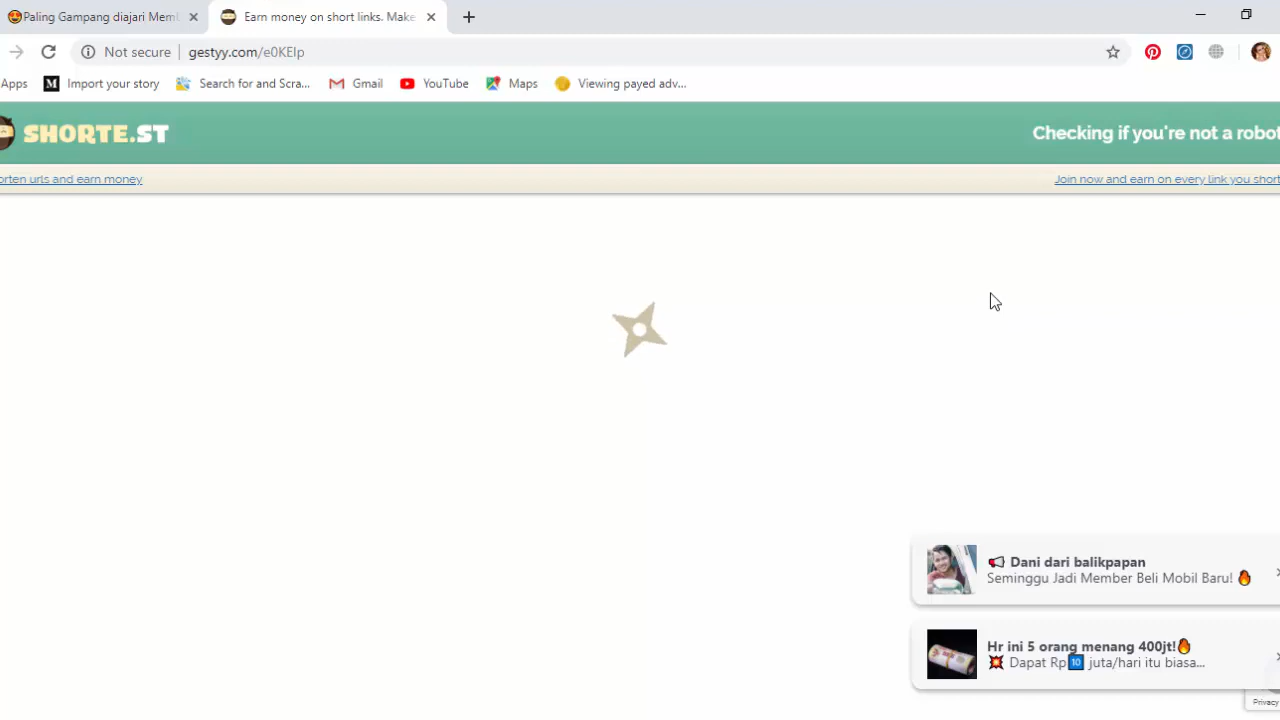 Paling Gampang diajari Meml
Earn money on short links. Make
Not secure
gestyy.com/e0KEIp
Apps
Import your story
Search for and Scra...
Gmail
YouTube
Maps
Viewing payed adv...
SHORTE.ST
Checking if you're not a robot
orten urls and earn money
Join now and earn on every link you short
Dani dari balikpapan
Seminggu Jadi Member Beli Mobil Baru!
Hr ini 5 orang menang 400jt!
Dapat Rp🔟 juta/hari itu biasa...
Privacy